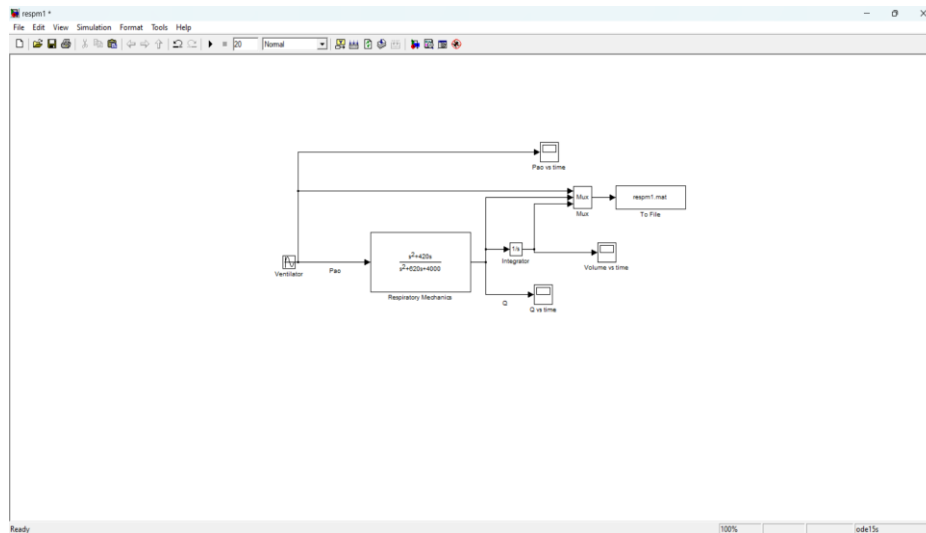 respm1 *
File Edit View Simulation Format Tools Help
20 Normal
Pao vs time
Mux
Mux
respm1.mat
To File
s²+420s
s²+620s+4000
Respiratory Mechanics
1/s
Integrator
Volume vs time
Ventilator
Pao
Q
Q vs time
Ready
100%
ode15s